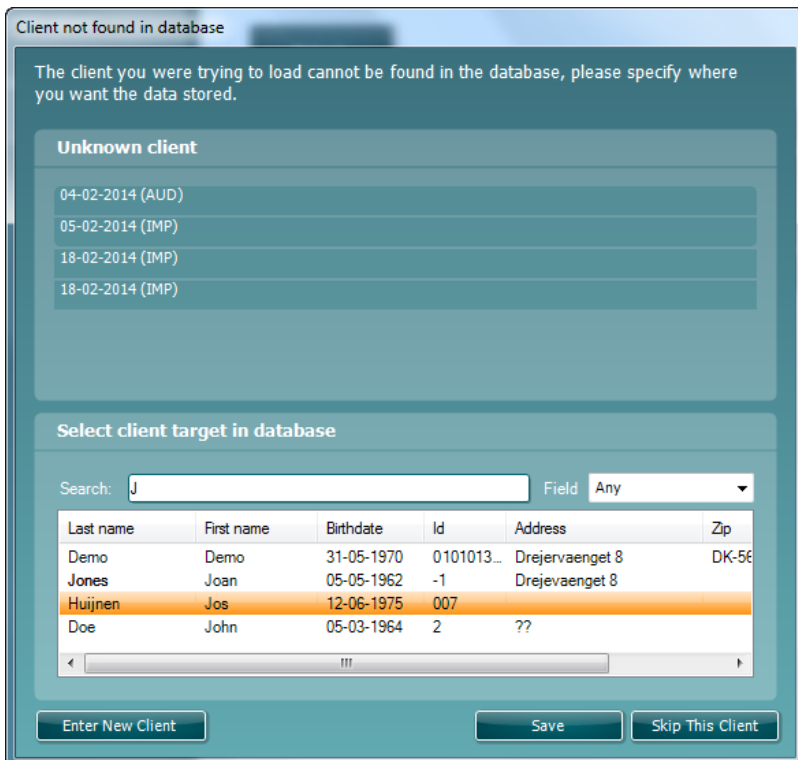 Client not found in database
The client you were trying to load cannot be found in the database, please specify where
you want the data stored.
Unknown client
04-02-2014 (AUD)
05-02-2014 (IMP)
18-02-2014 (IMP)
18-02-2014 (IMP)
Select client target in database
Search: J Field Any
Last name First name Birthdate Id Address Zip
Demo Demo 31-05-1970 0101013... Drejervaenget 8 DK-56
Jones Joan 05-05-1962 -1 Drejevaenget 8
Huijnen Jos 12-06-1975 007
Doe John 05-03-1964 2 ??
Enter New Client Save Skip This Client